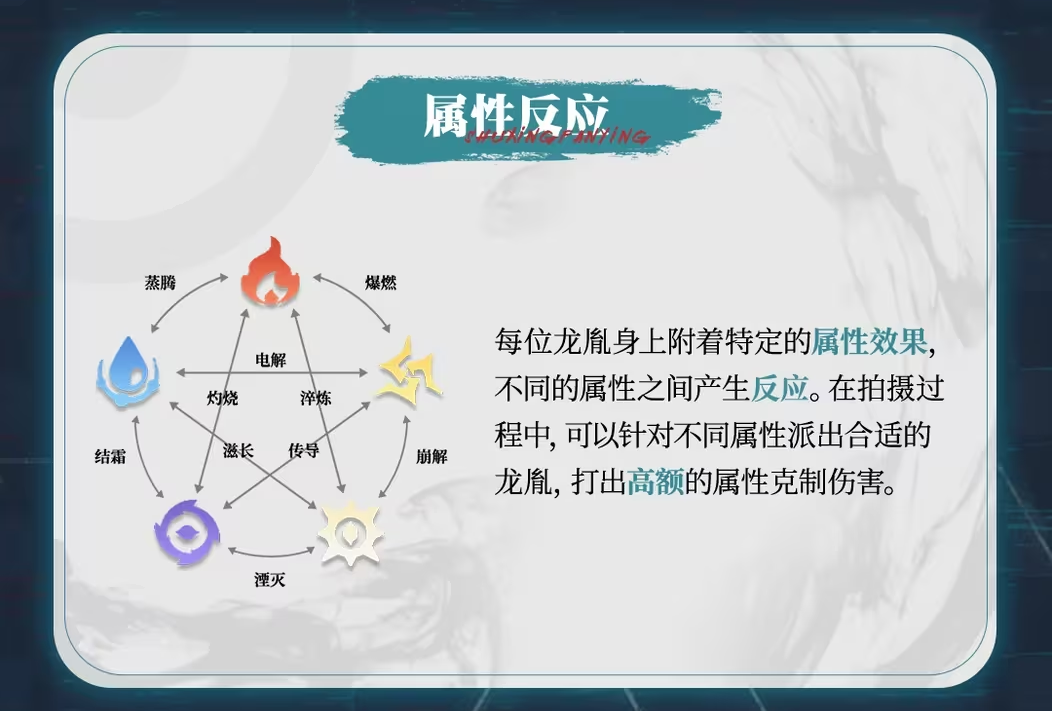 属性反应
SHUXINGFANYING
蒸腾
爆燃
电解
灼烧
淬炼
结霜
滋长
传导
崩解
湮灭
每位龙胤身上附着特定的属性效果,
不同的属性之间产生反应。在拍摄过
程中, 可以针对不同属性派出合适的
龙胤, 打出高额的属性克制伤害。